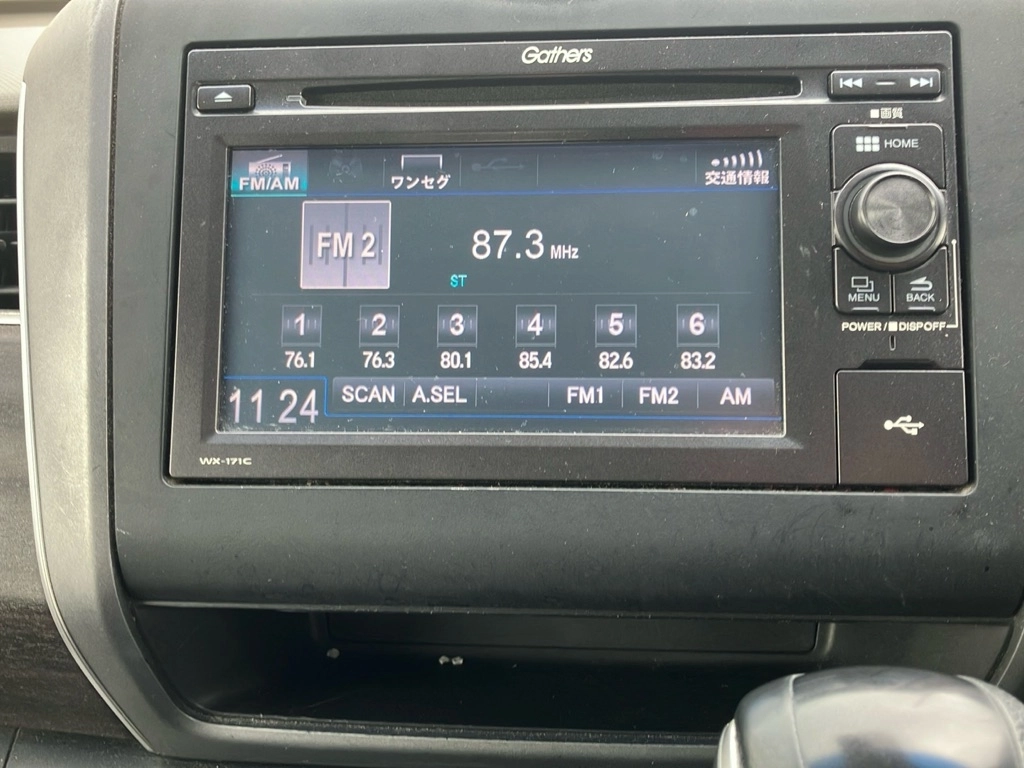 Gathers
■画質
HOME
FM/AM
ワンセグ
交通情報
FM 2
87.3 MHz
ST
MENU
BACK
POWER/■DISP OFF
1 2 3 4 5 6
76.1 76.3 80.1 85.4 82.6 83.2
11 24
SCAN A.SEL FM1 FM2 AM
WX-171C